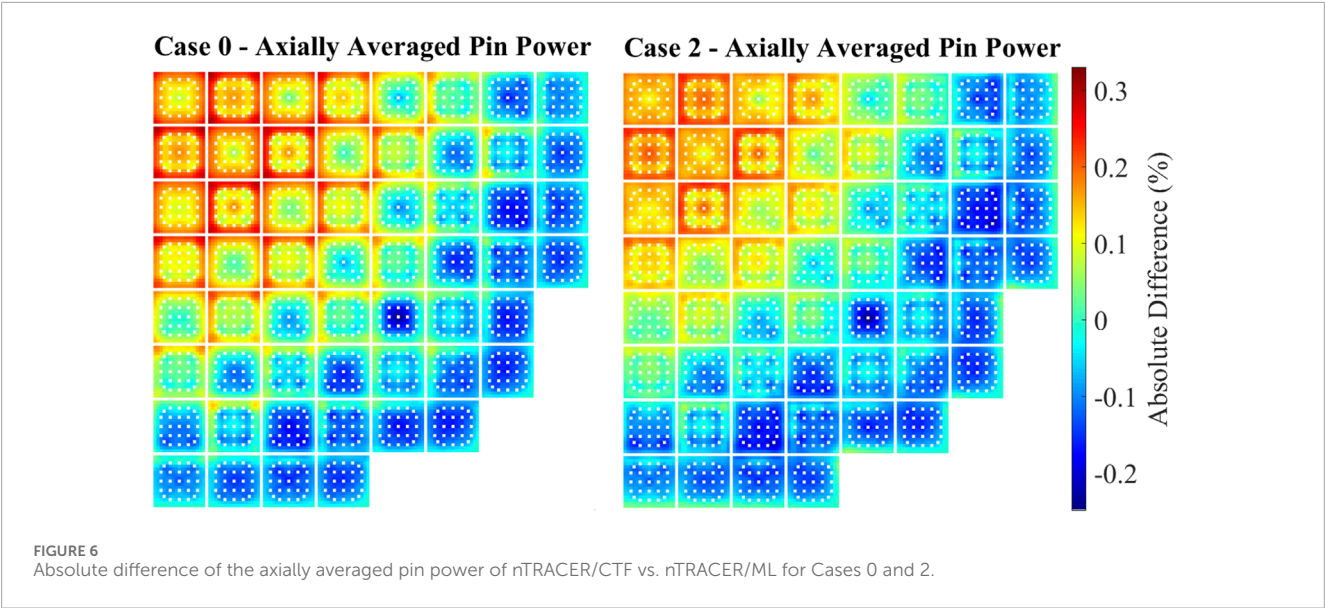 Case 0 - Axially Averaged Pin Power
Case 2 - Axially Averaged Pin Power
0.3
0.2
0.1
0
-0.1
-0.2
Absolute Difference (%)
FIGURE 6
Absolute difference of the axially averaged pin power of nTRACER/CTF vs. nTRACER/ML for Cases 0 and 2.